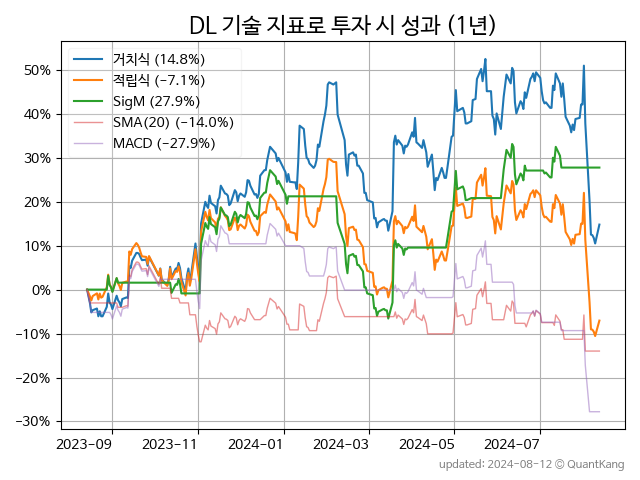 DL 기술 지표로 투자 시 성과 (1년)
거치식 (14.8%)
적립식 (−7.1%)
SigM (27.9%)
SMA(20) (−14.0%)
MACD (−27.9%)
50%
40%
30%
20%
10%
0%
−10%
−20%
−30%
2023-09
2023-11
2024-01
2024-03
2024-05
2024-07
updated: 2024-08-12 ⓒ QuantKang